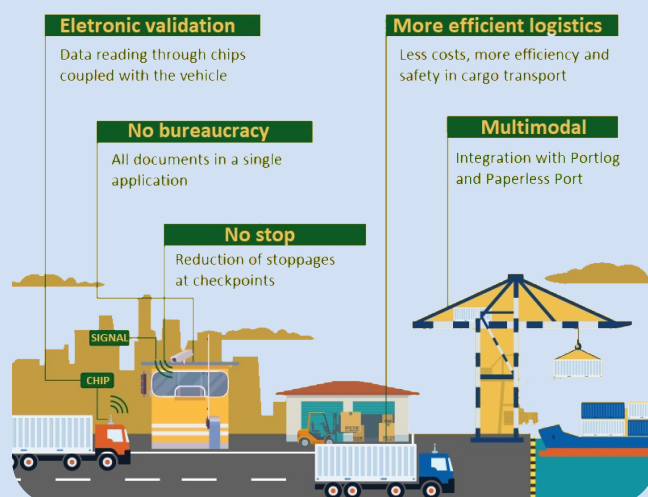 Eletronic validation
Data reading through chips
coupled with the vehicle
No bureaucracy
All documents in a single
application
No stop
Reduction of stoppages
at checkpoints
More efficient logistics
Less costs, more efficiency and
safety in cargo transport
Multimodal
Integration with Portlog
and Paperless Port
SIGNAL
CHIP